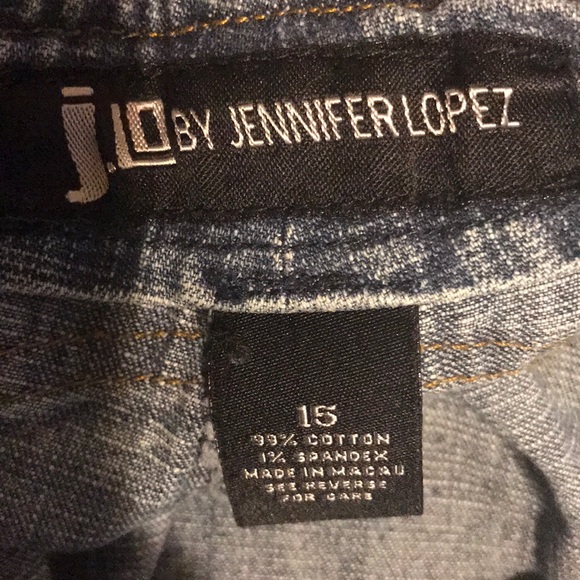 j.LO BY JENNIFER LOPEZ
15
99% COTTON
1% SPANDEX
MADE IN MACAU
SEE REVERSE
FOR CARE